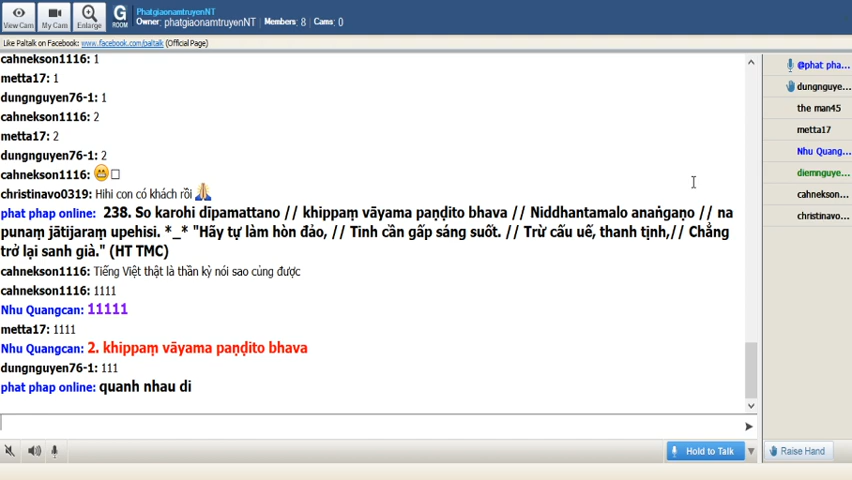 PhatgiaonamtruyenNT
Owner: phatgiaonamtruyenNT Members: 8 Cams: 0
View Cam My Cam Enlarge G ROOM
Like Paltalk on Facebook: www.facebook.com/paltalk (Official Page)
cahnekson1116: 1
metta17: 1
dungnguyen76-1: 1
cahnekson1116: 2
metta17: 2
dungnguyen76-1: 2
cahnekson1116:
christinavo0319: Hihi con có khách rồi
phat phap online: 238. So karohi dīpamattano // khippaṃ vāyama paṇḍito bhava // Niddhantamalo anaṅgaṇo // na
punaṃ jātijaraṃ upehisi. *_* "Hãy tự làm hòn đảo, // Tinh cần gấp sáng suốt. // Trừ cấu uế, thanh tịnh,// Chẳng
trở lại sanh già." (HT TMC)
cahnekson1116: Tiếng Việt thật là thần kỳ nói sao củng được
cahnekson1116: 1111
Nhu Quangcan: 11111
metta17: 1111
Nhu Quangcan: 2. khippaṃ vāyama paṇḍito bhava
dungnguyen76-1: 111
phat phap online: quanh nhau di
@phat pha...
dungnguye...
the man45
metta17
Nhu Quang...
diemnguye...
cahnekson...
christinavo...
Hold to Talk
Raise Hand